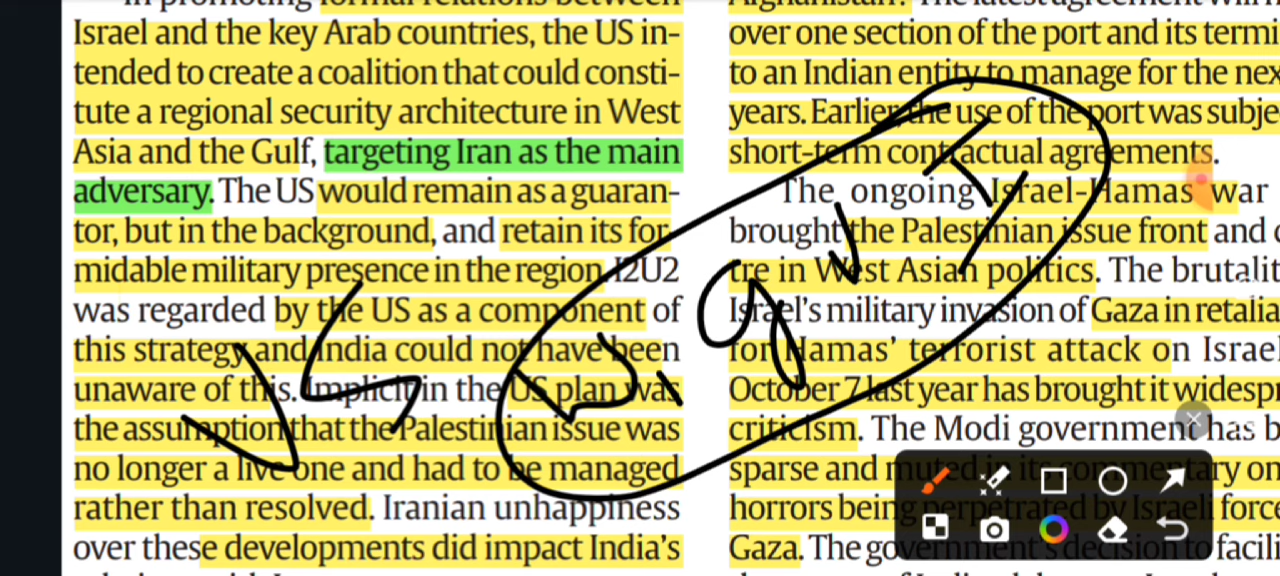 Israel and the key Arab countries, the US in-
tended to create a coalition that could consti-
tute a regional security architecture in West
Asia and the Gulf, targeting Iran as the main
adversary. The US would remain as a guaran-
tor, but in the background, and retain its for-
midable military presence in the region. I2U2
was regarded by the US as a component of
this strategy and India could not have been
unaware of this. Implicit in the US plan was
the assumption that the Palestinian issue was
no longer a live one and had to be managed
rather than resolved. Iranian unhappiness
over these developments did impact India's
over one section of the port and its termi
to an Indian entity to manage for the nex
years. Earlier, the use of the port was subje
short-term contractual agreements.
The ongoing Israel-Hamas war
brought the Palestinian issue front and c
tre in West Asian politics. The brutalit
Israel's military invasion of Gaza in retalia
for Hamas' terrorist attack on Israel
October 7 last year has brought it widespr
criticism. The Modi government has b
sparse and muted in its commentary on
horrors being perpetrated by Israeli force
Gaza. The government's decision to facili